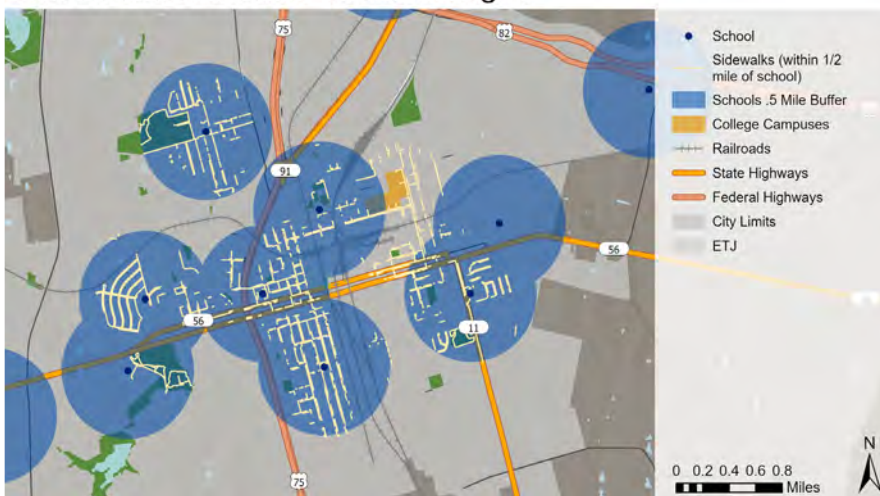 75
82
91
56
56
11
75
School
Sidewalks (within 1/2
mile of school)
Schools .5 Mile Buffer
College Campuses
Railroads
State Highways
Federal Highways
City Limits
ETJ
N
0 0.2 0.4 0.6 0.8
Miles